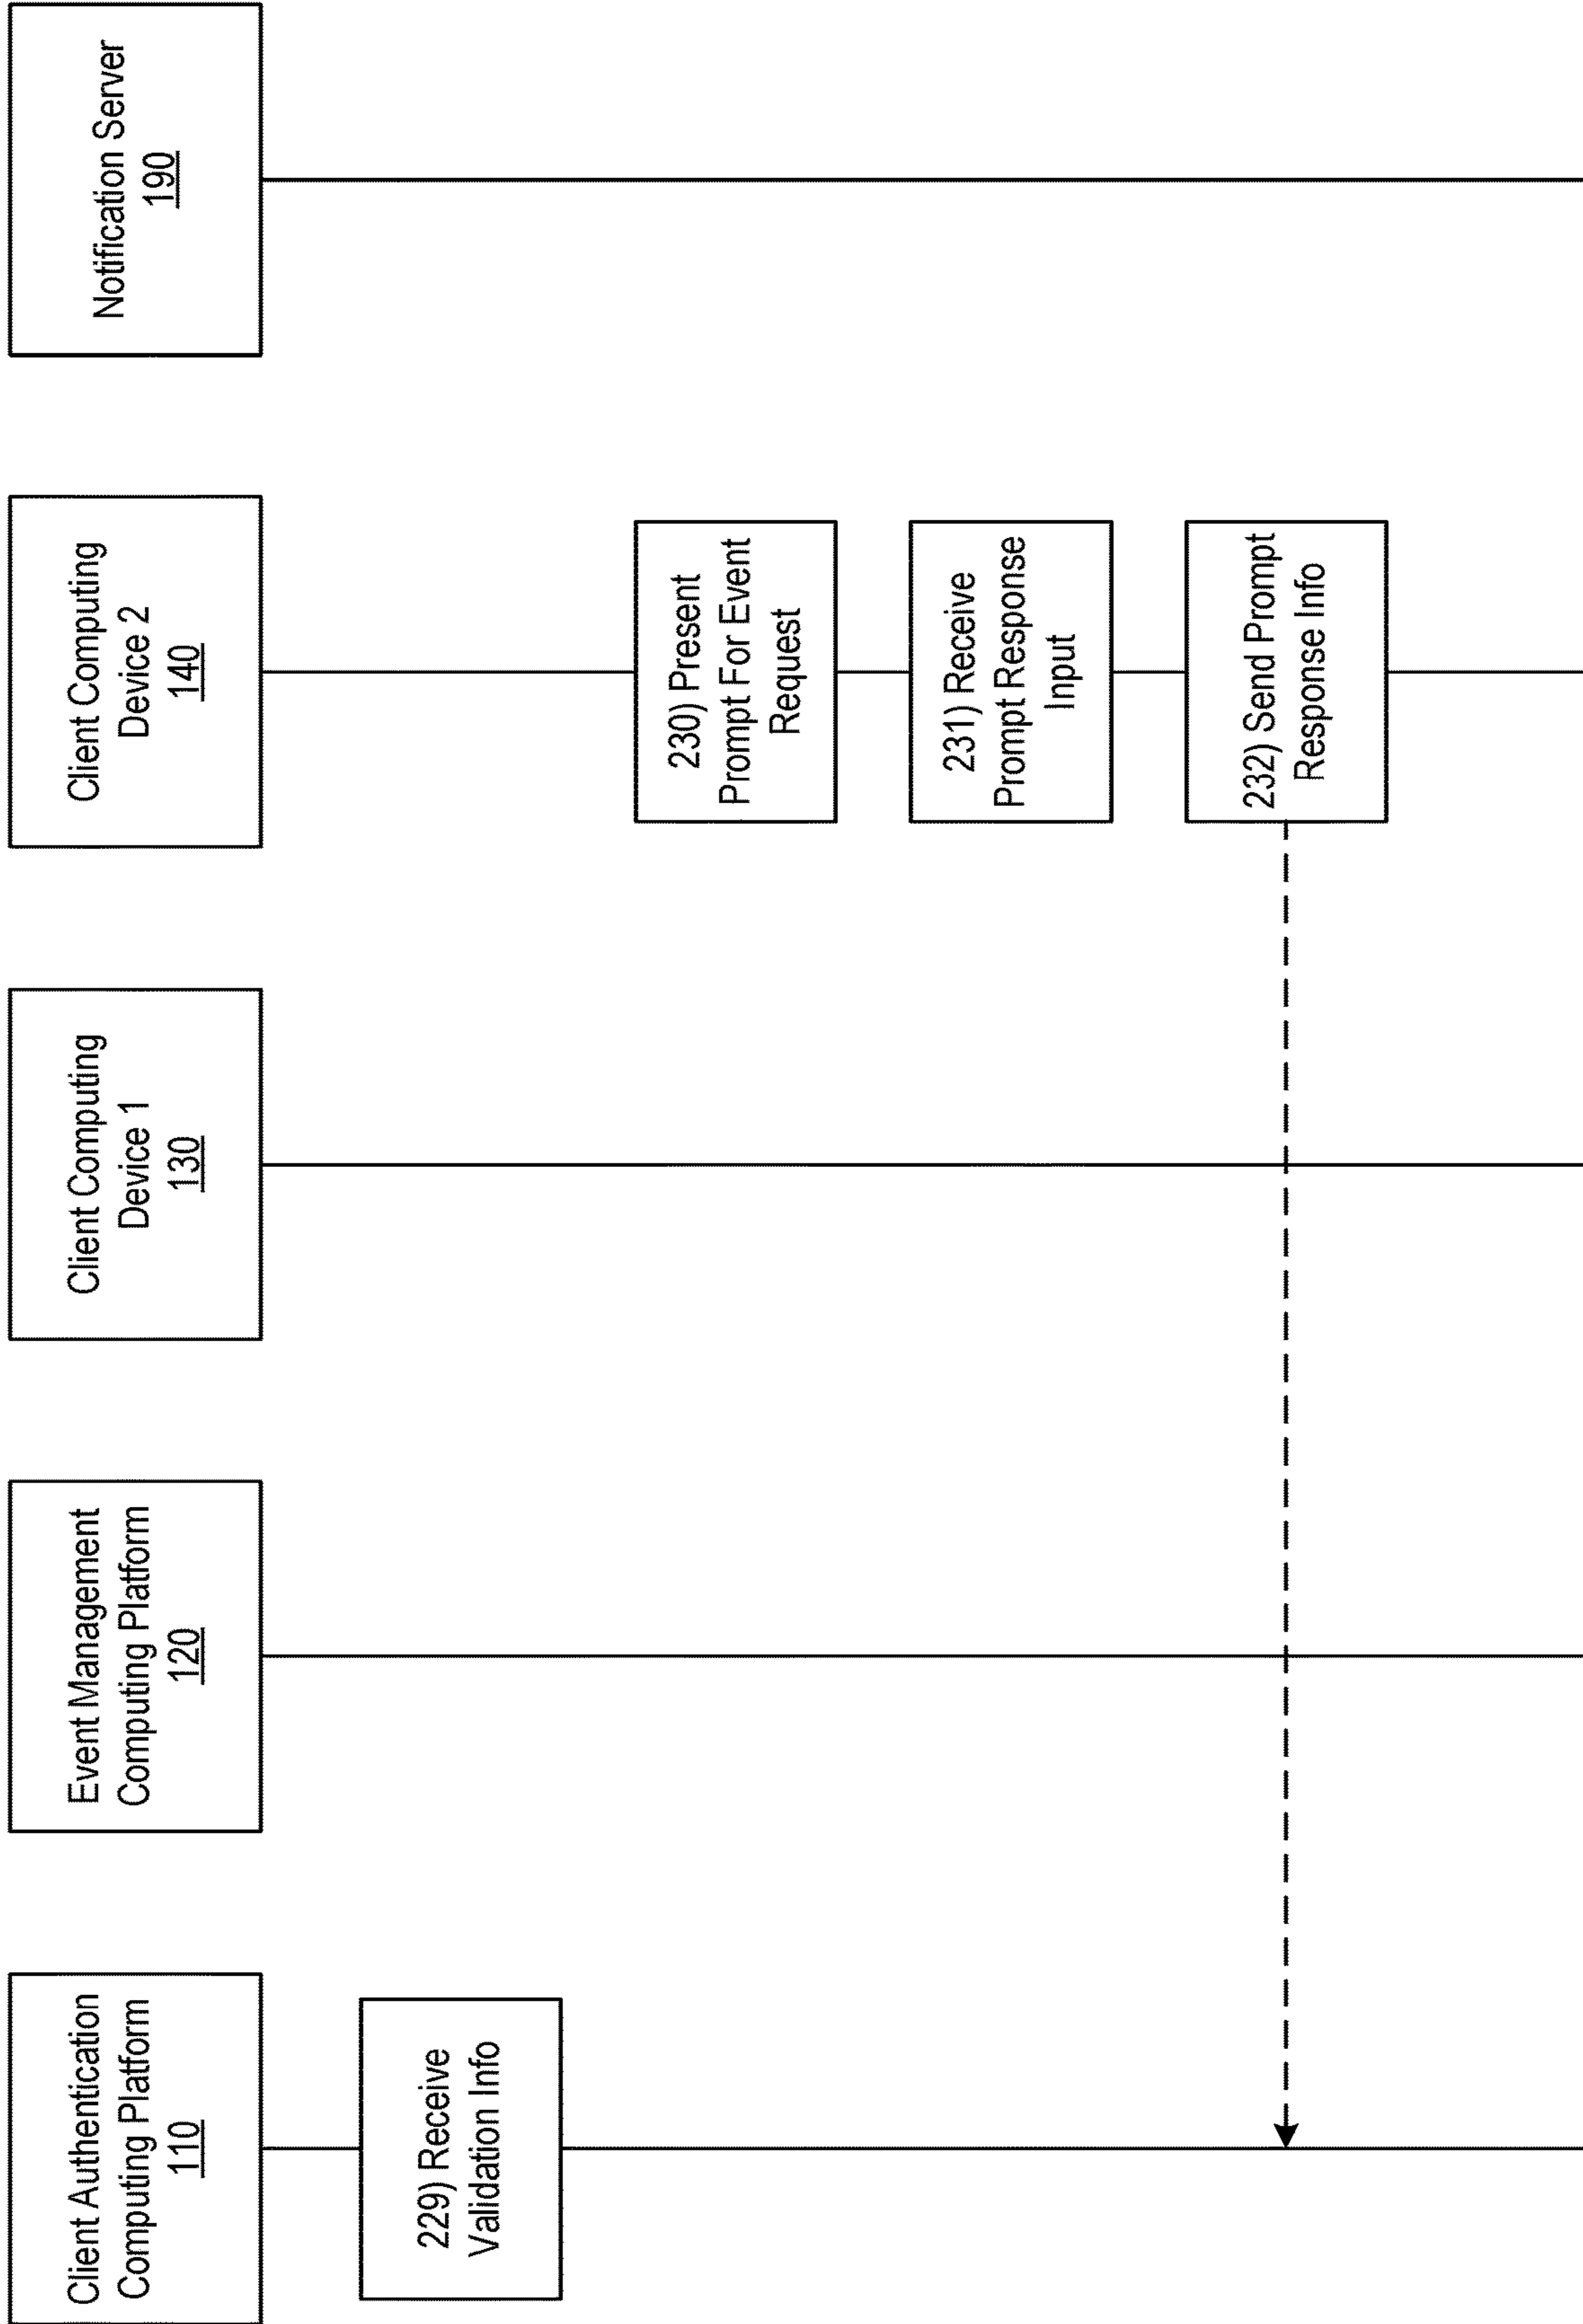 Client Authentication
Computing Platform
110
Event Management
Computing Platform
120
Client Computing
Device 1
130
Client Computing
Device 2
140
Notification Server
190
229) Receive
Validation Info
230) Present
Prompt For Event
Request
231) Receive
Prompt Response
Input
232) Send Prompt
Response Info